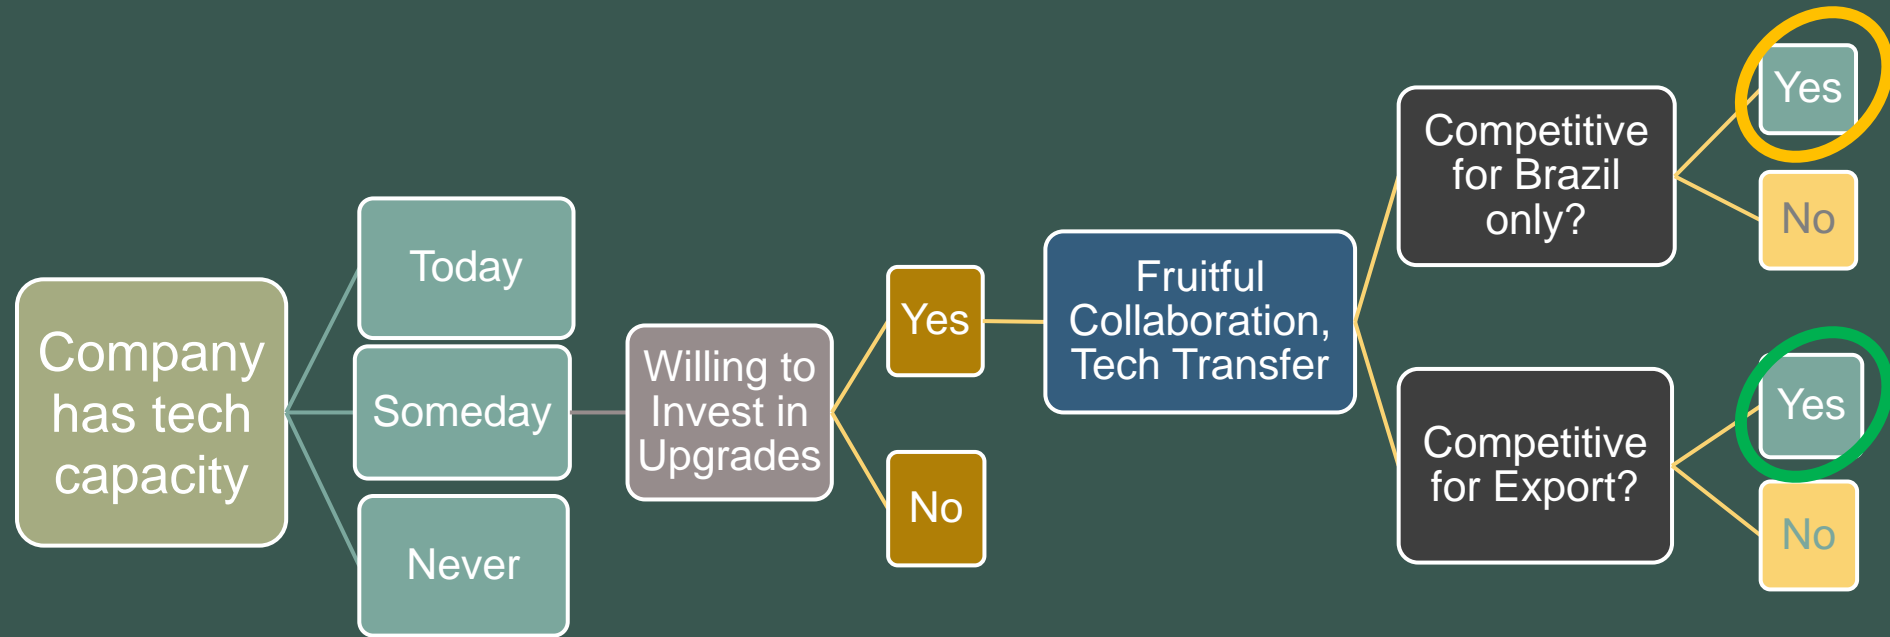 Company
has tech
capacity
Today
Someday
Never
Willing to
Invest in
Upgrades
Yes
No
Fruitful
Collaboration,
Tech Transfer
Competitive
for Brazil
only?
Yes
No
Competitive
for Export?
Yes
No